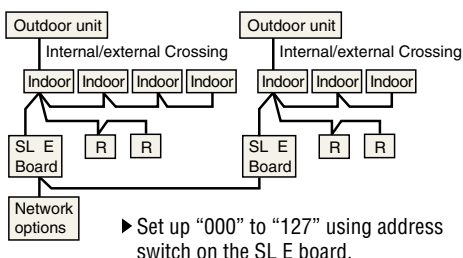 Outdoor unit
Outdoor unit
Internal/external Crossing
Internal/external Crossing
Indoor Indoor Indoor Indoor
Indoor Indoor Indoor
SL E
Board
R R
SL E
Board
R R
Network
options
▶ Set up “000” to “127” using address
switch on the SL E board.